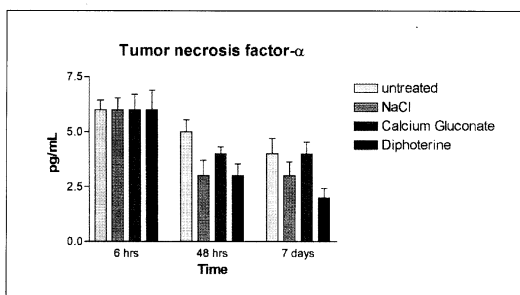 Tumor necrosis factor-α
7.5
5.0
2.5
0.0
pg/mL
6 hrs
48 hrs
7 days
Time
untreated
NaCl
Calcium Gluconate
Diphoterine